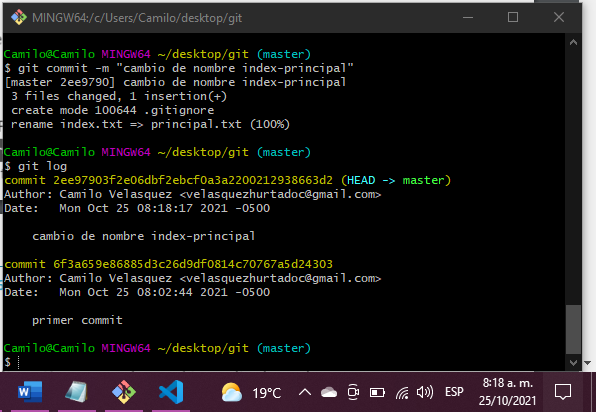 MINGW64:/c/Users/Camilo/desktop/git
Camilo@Camilo MINGW64 ~/desktop/git (master)
$ git commit -m "cambio de nombre index-principal"
[master 2ee9790] cambio de nombre index-principal
 3 files changed, 1 insertion(+)
 create mode 100644 .gitignore
 rename index.txt => principal.txt (100%)
Camilo@Camilo MINGW64 ~/desktop/git (master)
$ git log
commit 2ee97903f2e06dbf2ebcf0a3a2200212938663d2 (HEAD -> master)
Author: Camilo Velasquez <velasquezhurtadoc@gmail.com>
Date:   Mon Oct 25 08:18:17 2021 -0500
    cambio de nombre index-principal
commit 6f3a659e86885d3c26d9df0814c70767a5d24303
Author: Camilo Velasquez <velasquezhurtadoc@gmail.com>
Date:   Mon Oct 25 08:02:44 2021 -0500
    primer commit
Camilo@Camilo MINGW64 ~/desktop/git (master)
$
19°C ESP 8:18 a. m.
25/10/2021